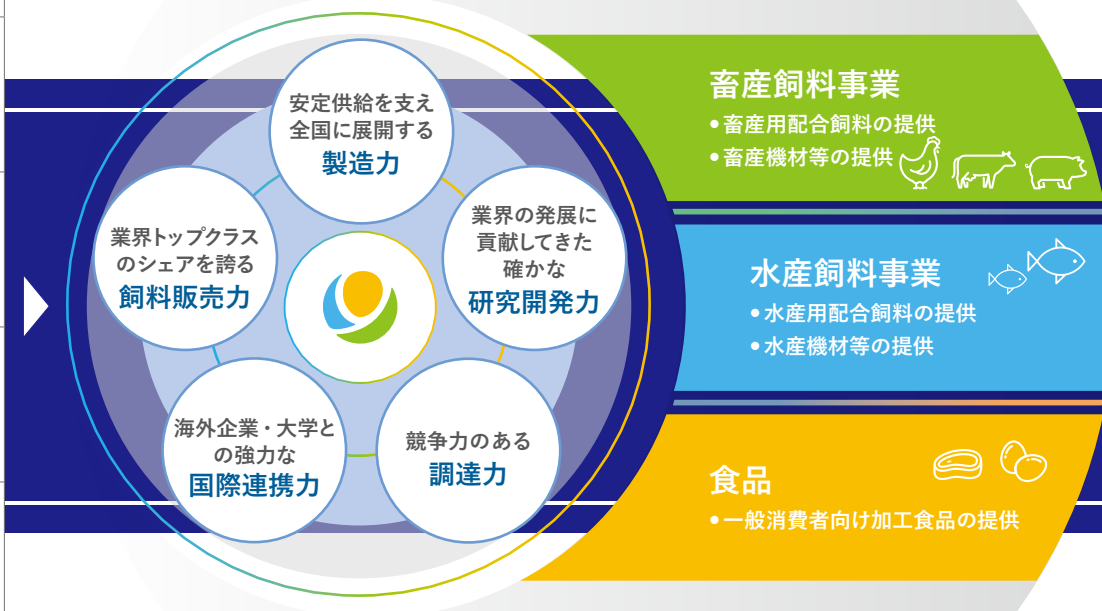 安定供給を支え
全国に展開する
製造力
業界の発展に
貢献してきた
確かな
研究開発力
競争力のある
調達力
海外企業・大学と
の強力な
国際連携力
業界トップクラス
のシェアを誇る
飼料販売力
畜産飼料事業
•畜産用配合飼料の提供
•畜産機材等の提供
水産飼料事業
•水産用配合飼料の提供
•水産機材等の提供
食品
•一般消費者向け加工食品の提供